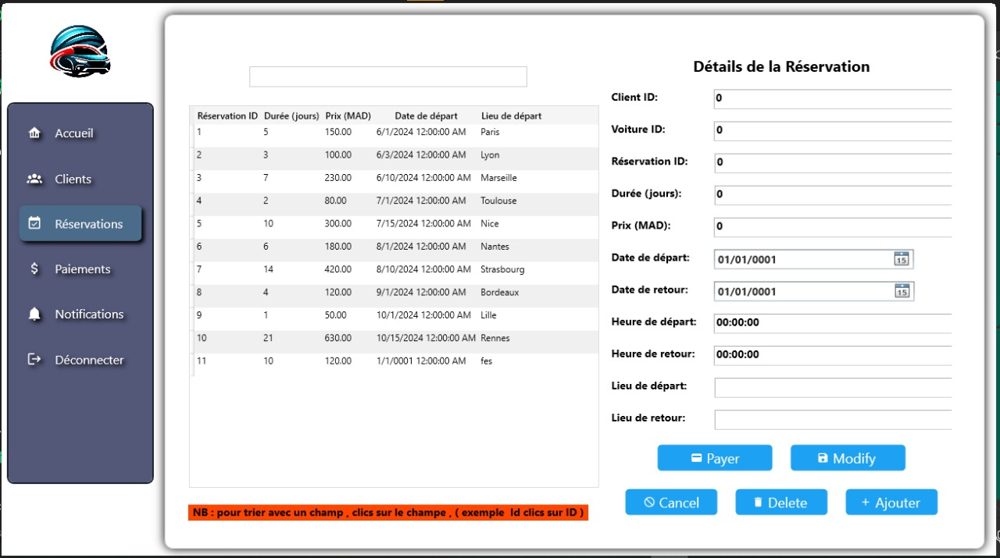 Accueil
Clients
Réservations
Paiements
Notifications
Déconnecter
Réservation ID Durée (jours) Prix (MAD) Date de départ Lieu de départ
1 5 150.00 6/1/2024 12:00:00 AM Paris
2 3 100.00 6/3/2024 12:00:00 AM Lyon
3 7 230.00 6/10/2024 12:00:00 AM Marseille
4 2 80.00 7/1/2024 12:00:00 AM Toulouse
5 10 300.00 7/15/2024 12:00:00 AM Nice
6 6 180.00 8/1/2024 12:00:00 AM Nantes
7 14 420.00 8/10/2024 12:00:00 AM Strasbourg
8 4 120.00 9/1/2024 12:00:00 AM Bordeaux
9 1 50.00 10/1/2024 12:00:00 AM Lille
10 21 630.00 10/15/2024 12:00:00 AM Rennes
11 10 120.00 1/1/0001 12:00:00 AM fes
NB : pour trier avec un champ , clics sur le champe , ( exemple Id clics sur ID )
Détails de la Réservation
Client ID: 0
Voiture ID: 0
Réservation ID: 0
Durée (jours): 0
Prix (MAD): 0
Date de départ: 01/01/0001 15
Date de retour: 01/01/0001 15
Heure de départ: 00:00:00
Heure de retour: 00:00:00
Lieu de départ:
Lieu de retour:
Payer Modify
Cancel Delete + Ajouter